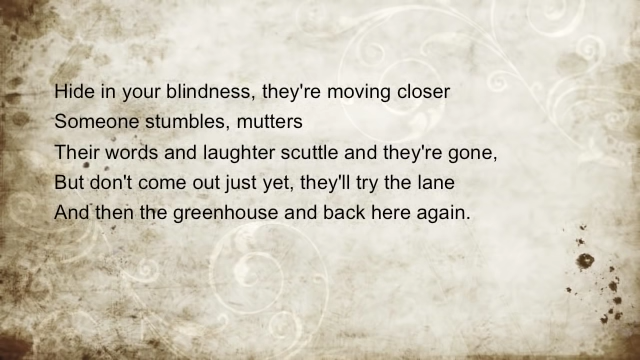 Hide in your blindness, they're moving closer
Someone stumbles, mutters
Their words and laughter scuttle and they're gone,
But don't come out just yet, they'll try the lane
And then the greenhouse and back here again.